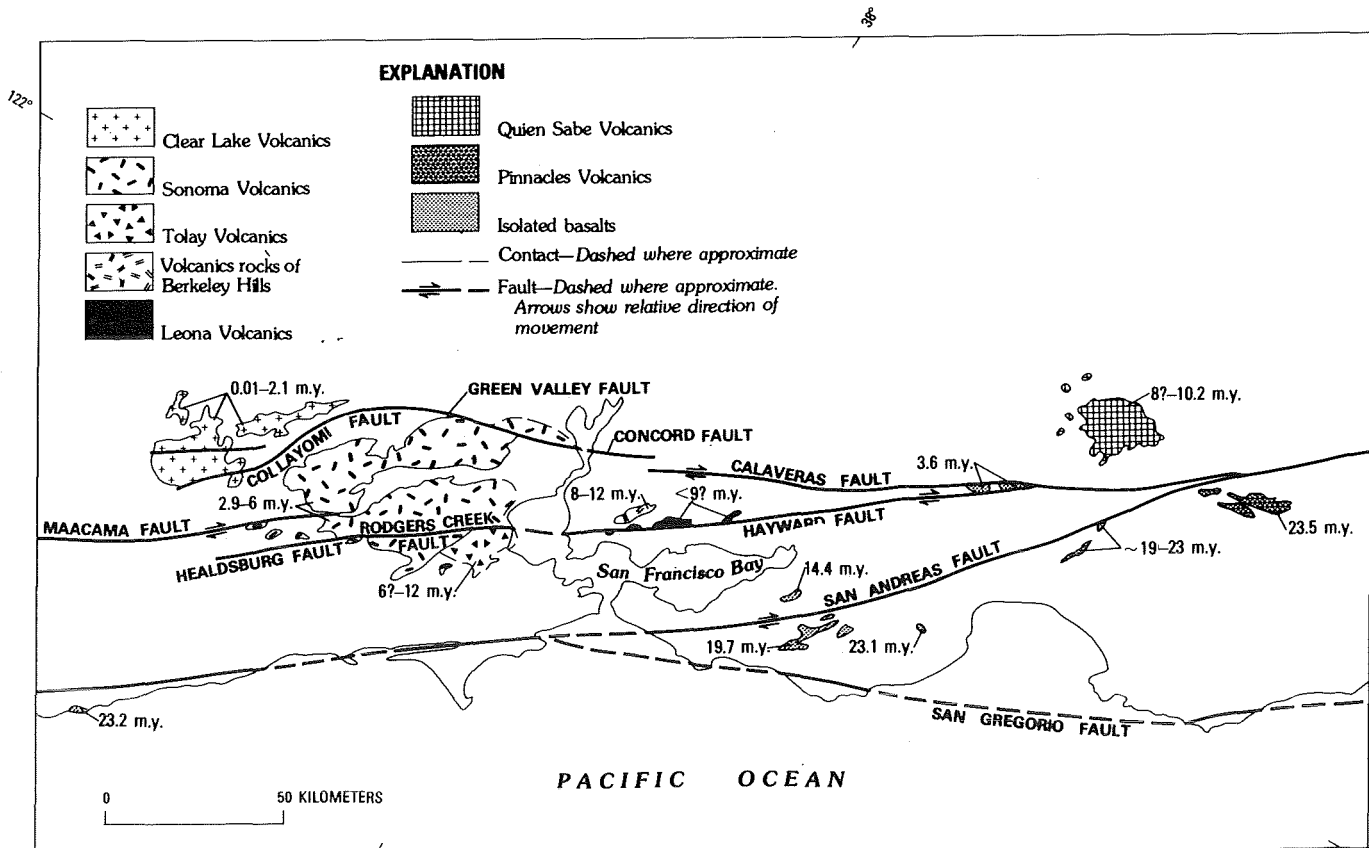 38°
122°
EXPLANATION
Clear Lake Volcanics
Sonoma Volcanics
Tolay Volcanics
Volcanics rocks of
Berkeley Hills
Leona Volcanics
Quien Sabe Volcanics
Pinnacles Volcanics
Isolated basalts
Contact—Dashed where approximate
Fault—Dashed where approximate.
Arrows show relative direction of
movement
0.01–2.1 m.y.
GREEN VALLEY FAULT
COLLAYOMI FAULT
CONCORD FAULT
8?–10.2 m.y.
CALAVERAS FAULT
3.6 m.y.
2.9–6 m.y.
8–12 m.y.
<9? m.y.
MAACAMA FAULT
RODGERS CREEK
FAULT
HAYWARD FAULT
HEALDSBURG FAULT
23.5 m.y.
~19–23 m.y.
San Francisco Bay
14.4 m.y.
SAN ANDREAS FAULT
6?–12 m.y.
19.7 m.y.
23.1 m.y.
23.2 m.y.
SAN GREGORIO FAULT
PACIFIC OCEAN
0 50 KILOMETERS